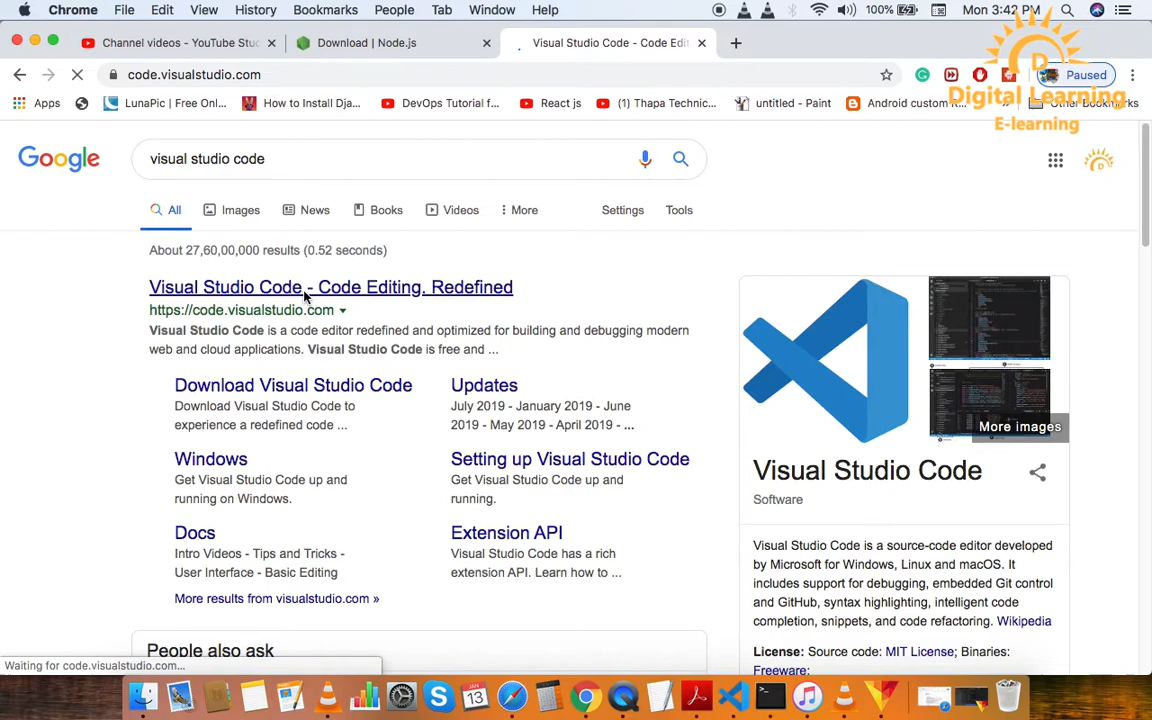 Chrome File Edit View History Bookmarks People Tab Window Help 100% Mon 3:42 PM
Channel videos - YouTube Stu Download | Node.js Visual Studio Code - Code Edit
code.visualstudio.com Paused
Apps LunaPic | Free Onl... How to Install Dja... DevOps Tutorial f... React js (1) Thapa Technic... untitled - Paint Android custom R... Other Bookmarks
D
Digital Learning
E-learning
Google visual studio code D
All Images News Books Videos More Settings Tools
About 27,60,00,000 results (0.52 seconds)
Visual Studio Code - Code Editing. Redefined
https://code.visualstudio.com
Visual Studio Code is a code editor redefined and optimized for building and debugging modern
web and cloud applications. Visual Studio Code is free and ...
Download Visual Studio Code
Download Visual Studio Code to
experience a redefined code ...
Updates
July 2019 - January 2019 - June
2019 - May 2019 - April 2019 - ...
Windows
Get Visual Studio Code up and
running on Windows.
Setting up Visual Studio Code
Get Visual Studio Code up and
running.
Docs
Intro Videos - Tips and Tricks -
User Interface - Basic Editing
Extension API
Visual Studio Code has a rich
extension API. Learn how to ...
More results from visualstudio.com »
People also ask
More images
Visual Studio Code
Software
Visual Studio Code is a source-code editor developed
by Microsoft for Windows, Linux and macOS. It
includes support for debugging, embedded Git control
and GitHub, syntax highlighting, intelligent code
completion, snippets, and code refactoring. Wikipedia
License: Source code: MIT License; Binaries:
Freeware;
Waiting for code.visualstudio.com...
13